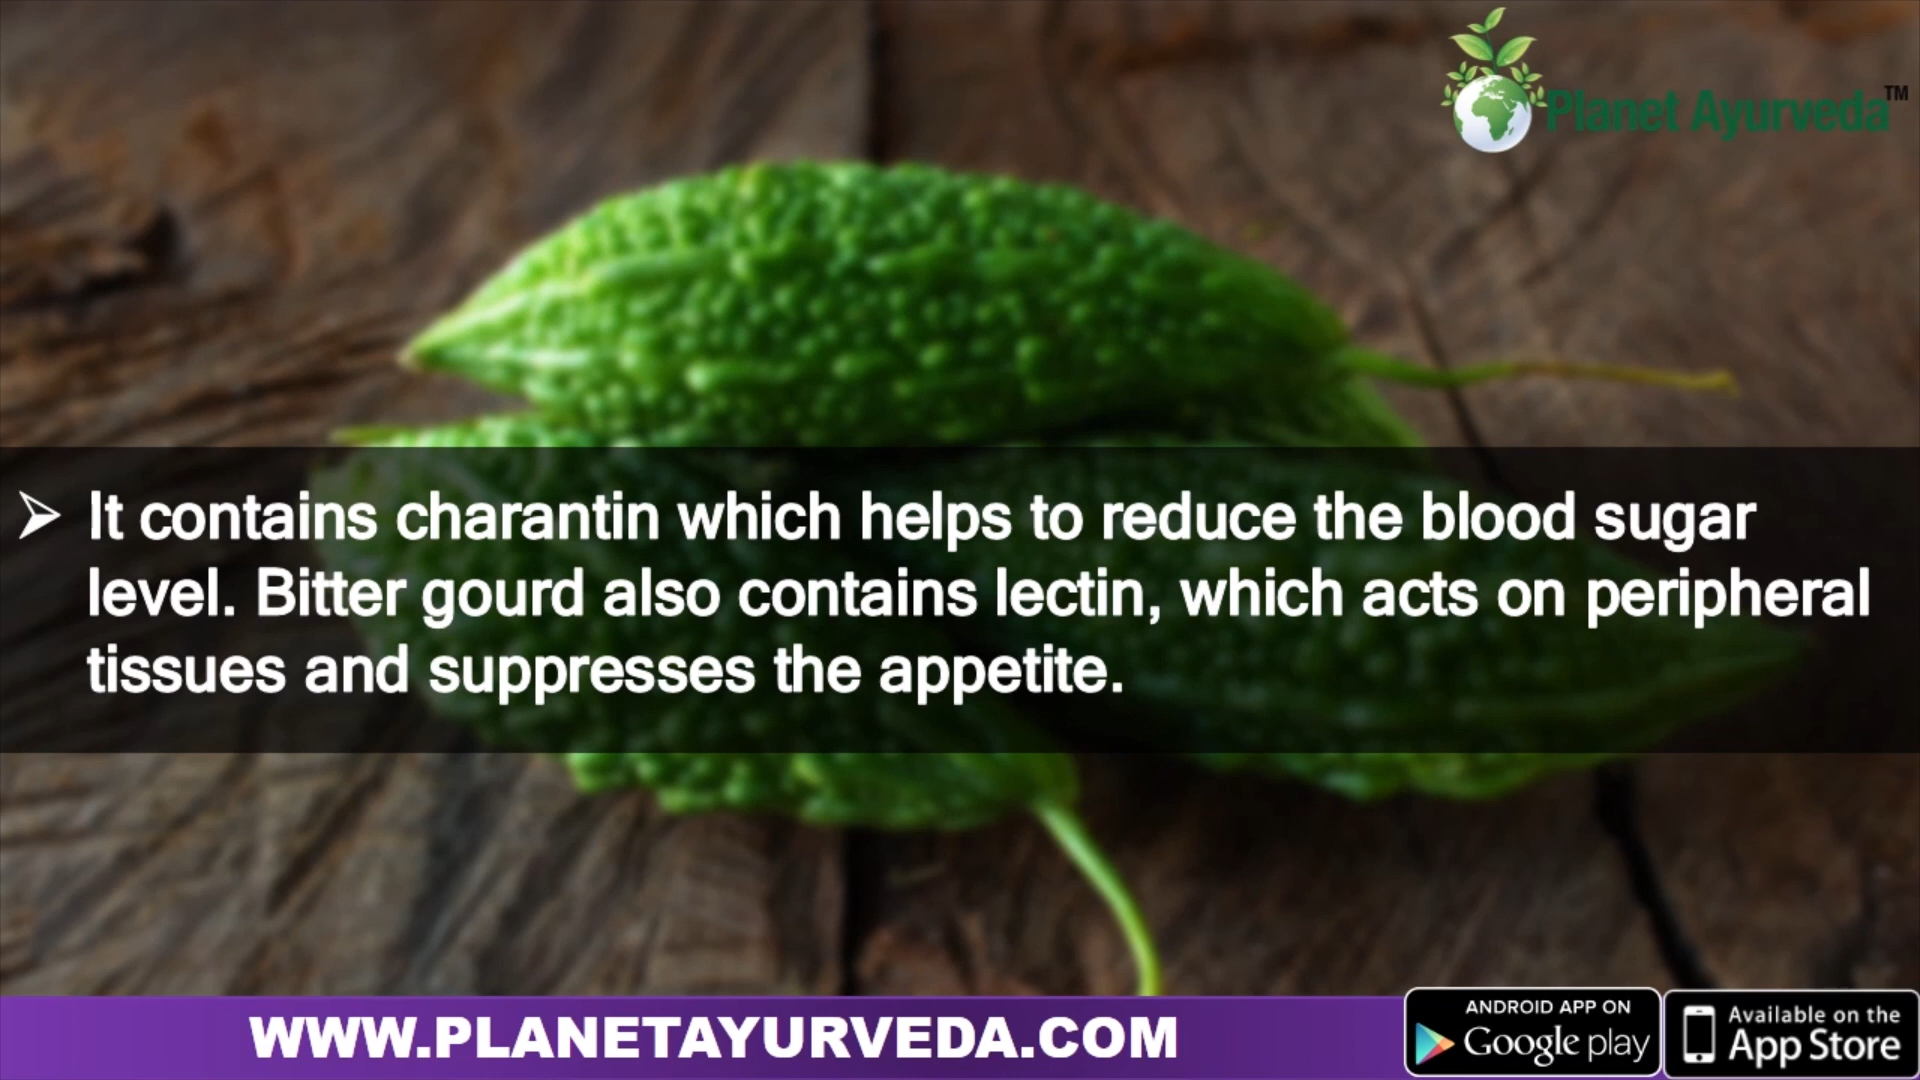 Planet Ayurveda™
➢ It contains charantin which helps to reduce the blood sugar
level. Bitter gourd also contains lectin, which acts on peripheral
tissues and suppresses the appetite.
WWW.PLANETAYURVEDA.COM
ANDROID APP ON
Google play
Available on the
App Store